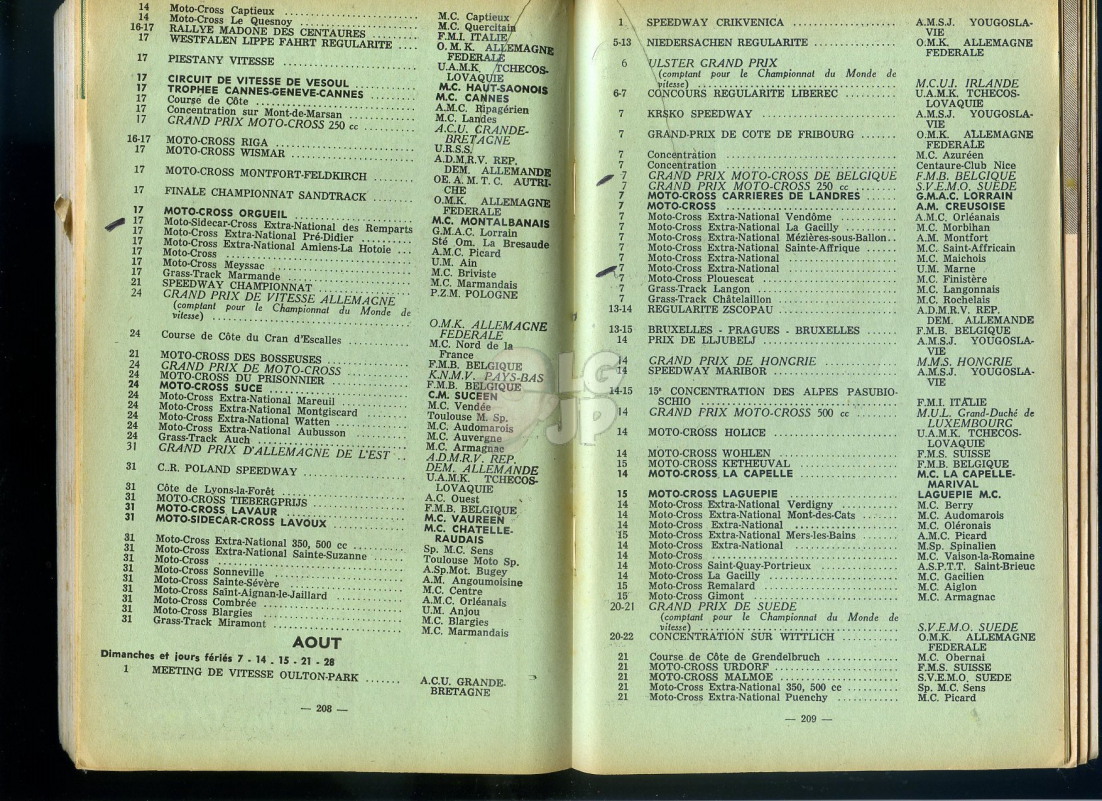 14 Moto-Cross Captieux .......... M.C. Captieux
14 Moto-Cross Le Quesnoy .......... M.C. Quercitain
16-17 RALLYE MADONE DES CENTAURES .... F.M.I. ITALIE
17 WESTFALEN LIPPE FAHRT REGULARITE .... O. M. K. ALLEMAGNE
FEDERALE
17 PIESTANY VITESSE .......... U.A.M.K. TCHECOS-
LOVAQUIE
17 CIRCUIT DE VITESSE DE VESOUL .......... M.C. HAUT-SAONOIS
17 TROPHEE CANNES-GENEVE-CANNES .......... M.C. CANNES
17 Course de Côte .......... A.M.C. Ripagérien
17 Concentration sur Mont-de-Marsan .......... M.C. Landes
17 GRAND PRIX MOTO-CROSS 250 cc .......... A.C.U. GRANDE-
BRETAGNE
16-17 MOTO-CROSS RIGA .......... U.R.S.S.
17 MOTO-CROSS WISMAR .......... A.D.M.R.V. REP.
DEM. ALLEMANDE
17 MOTO-CROSS MONTFORT-FELDKIRCH .......... OE. A. M. T. C. AUTRI-
CHE
17 FINALE CHAMPIONNAT SANDTRACK .......... O.M.K. ALLEMAGNE
FEDERALE
17 MOTO-CROSS ORGUEIL .......... M.C. MONTALBANAIS
17 Moto-Sidecar-Cross Extra-National des Remparts G.M.A.C. Lorrain
17 Moto-Cross Extra-National Pré-Didier .......... Sté Om. La Bresaude
17 Moto-Cross Extra-National Amiens-La Hotoie ... A.M.C. Picard
17 Moto-Cross .......... U.M. Ain
17 Moto-Cross Meyssac .......... M.C. Briviste
17 Grass-Track Marmande .......... M.C. Marmandais
21 SPEEDWAY CHAMPIONNAT .......... P.Z.M. POLOGNE
24 GRAND PRIX DE VITESSE ALLEMAGNE
(comptant pour le Championnat du Monde de
vitesse) .......... O.M.K. ALLEMAGNE
FEDERALE
24 Course de Côte du Cran d'Escalles .......... M.C. Nord de la
France
21 MOTO-CROSS DES BOSSEUSES .......... F.M.B. BELGIQUE
24 GRAND PRIX DE MOTO-CROSS .......... K.N.M.V. PAYS-BAS
24 MOTO-CROSS DU PRISONNIER .......... F.M.B. BELGIQUE
24 MOTO-CROSS SUCE .......... C.M. SUCEEN
24 Moto-Cross Extra-National Mareuil .......... M.C. Vendée
24 Moto-Cross Extra-National Montgiscard .......... Toulouse M. Sp.
24 Moto-Cross Extra-National Watten .......... M.C. Audomarois
24 Moto-Cross Extra-National Aubusson .......... M.C. Auvergne
24 Grass-Track Auch .......... M.C. Armagnac
31 GRAND PRIX D'ALLEMAGNE DE L'EST .. A.D.M.R.V. REP.
DEM. ALLEMANDE
31 C.R. POLAND SPEEDWAY .......... U.A.M.K. TCHECOS-
LOVAQUIE
31 Côte de Lyons-la-Forêt .......... A.C. Ouest
31 MOTO-CROSS TIEBERGPRIJS .......... F.M.B. BELGIQUE
31 MOTO-CROSS LAVAUR .......... M.C. VAUREEN
31 MOTO-SIDECAR-CROSS LAVOUX .......... M.C. CHATELLE-
RAUDAIS
31 Moto-Cross Extra-National 350, 500 cc .......... Sp. M.C. Sens
31 Moto-Cross Extra-National Sainte-Suzanne ... Toulouse Moto Sp.
31 Moto-Cross .......... A.Sp.Mot. Bugey
31 Moto-Cross Sonneville .......... A.M. Angoumoisine
31 Moto-Cross Sainte-Sévère .......... M.C. Centre
31 Moto-Cross Saint-Aignan-le-Jaillard .......... A.M.C. Orléanais
31 Moto-Cross Combrée .......... U.M. Anjou
31 Moto-Cross Blargies .......... M.C. Blargies
31 Grass-Track Miramont .......... M.C. Marmandais
AOUT
Dimanches et jours fériés 7 - 14 . 15 - 21 - 28
1 MEETING DE VITESSE OULTON-PARK ...... A.C.U. GRANDE-
BRETAGNE
— 208 —
1 SPEEDWAY CRIKVENICA .......... A.M.S.J. YOUGOSLA-
VIE
5-13 NIEDERSACHEN REGULARITE .......... O.M.K. ALLEMAGNE
FEDERALE
6 ULSTER GRAND PRIX
(comptant pour le Championnat du Monde de
vitesse) .......... M.C.U.I. IRLANDE
6-7 CONCOURS REGULARITE LIBEREC .......... U.A.M.K. TCHECOS-
LOVAQUIE
7 KRSKO SPEEDWAY .......... A.M.S.J. YOUGOSLA-
VIE
7 GRAND-PRIX DE COTE DE FRIBOURG ...... O.M.K. ALLEMAGNE
FEDERALE
7 Concentration .......... M.C. Azuréen
7 Concentration .......... Centaure-Club Nice
7 GRAND PRIX MOTO-CROSS DE BELGIQUE F.M.B. BELGIQUE
7 GRAND PRIX MOTO-CROSS 250 cc .......... S.V.E.M.O. SUEDE
7 MOTO-CROSS CARRIERES DE LANDRES .. G.M.A.C. LORRAIN
7 MOTO-CROSS .......... A.M. CREUSOISE
7 Moto-Cross Extra-National Vendôme .......... A.M.C. Orléanais
7 Moto-Cross Extra-National La Gacilly .......... M.C. Morbihan
7 Moto-Cross Extra-National Mézières-sous-Ballon.. A.M. Montfort
7 Moto-Cross Extra-National Sainte-Affrique .... M.C. Saint-Affricain
7 Moto-Cross Extra-National .......... M.C. Maichois
7 Moto-Cross Extra-National .......... U.M. Marne
7 Moto-Cross Plouescat .......... M.C. Finistère
7 Grass-Track Langon .......... M.C. Langonnais
7 Grass-Track Châtelaillon .......... M.C. Rochelais
13-14 REGULARITE ZSCOPAU .......... A.D.M.R.V. REP.
DEM. ALLEMANDE
13-15 BRUXELLES - PRAGUES - BRUXELLES ...... F.M.B. BELGIQUE
14 PRIX DE LLJUBELJ .......... A.M.S.J. YOUGOSLA-
VIE
14 GRAND PRIX DE HONGRIE .......... M.M.S. HONGRIE
14 SPEEDWAY MARIBOR .......... A.M.S.J. YOUGOSLA-
VIE
14-15 15e CONCENTRATION DES ALPES PASUBIO-
SCHIO .......... F.M.I. ITALIE
14 GRAND PRIX MOTO-CROSS 500 cc .......... M.U.L. Grand-Duché de
LUXEMBOURG
14 MOTO-CROSS HOLICE .......... U.A.M.K. TCHECOS-
LOVAQUIE
14 MOTO-CROSS WOHLEN .......... F.M.S. SUISSE
15 MOTO-CROSS KETHEUVAL .......... F.M.B. BELGIQUE
14 MOTO-CROSS LA CAPELLE .......... M.C. LA CAPELLE-
MARIVAL
15 MOTO-CROSS LAGUEPIE .......... LAGUEPIE M.C.
14 Moto-Cross Extra-National Verdigny .......... M.C. Berry
14 Moto-Cross Extra-National Mont-des-Cats .......... M.C. Audomarois
14 Moto-Cross Extra-National .......... M.C. Oléronais
15 Moto-Cross Extra-National Mers-les-Bains .......... A.M.C. Picard
14 Moto-Cross Extra-National .......... M.Sp. Spinalien
14 Moto-Cross .......... M.C. Vaison-la-Romaine
14 Moto-Cross Saint-Quay-Portrieux .......... A.S.P.T.T. Saint-Brieuc
14 Moto-Cross La Gacilly .......... M.C. Gacilien
15 Moto-Cross Remalard .......... M.C. Aiglon
15 Moto-Cross Gimont .......... M.C. Armagnac
20-21 GRAND PRIX DE SUEDE
(comptant pour le Championnat du Monde de
vitesse) .......... S.V.E.M.O. SUEDE
20-22 CONCENTRATION SUR WITTLICH .......... O.M.K. ALLEMAGNE
FEDERALE
21 Course de Côte de Grendelbruch .......... M.C. Obernai
21 MOTO-CROSS URDORF .......... F.M.S. SUISSE
21 MOTO-CROSS MALMOE .......... S.V.E.M.O. SUEDE
21 Moto-Cross Extra-National 350, 500 cc .......... Sp. M.C. Sens
21 Moto-Cross Extra-National Puenchy .......... M.C. Picard
— 209 —
LG
JP